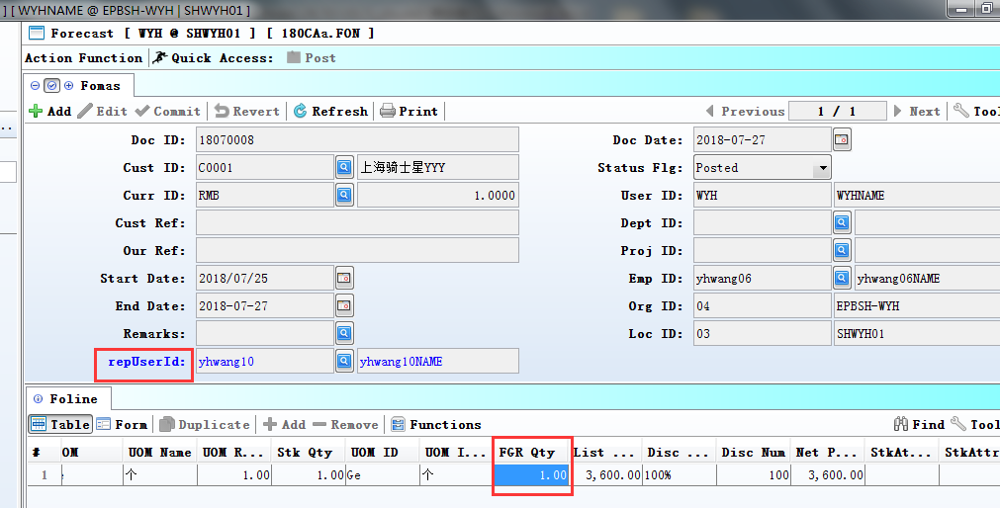 ] [ WYHNAME @ EPBSH-WYH | SHWYH01 ]
Forecast [ WYH @ SHWYH01 ] [ 180CAa.FON ]
Action Function Quick Access: Post
Fomas
Add Edit Commit Revert Refresh Print Previous 1 / 1 Next Tool
Doc ID: 18070008 Doc Date: 2018-07-27
Cust ID: C0001 上海骑士星YYY Status Flg: Posted
Curr ID: RMB 1.0000 User ID: WYH WYHNAME
Cust Ref: Dept ID:
Our Ref: Proj ID:
Start Date: 2018/07/25 Emp ID: yhwang06 yhwang06NAME
End Date: 2018-07-27 Org ID: 04 EPBSH-WYH
Remarks: Loc ID: 03 SHWYH01
repUserId: yhwang10 yhwang10NAME
Foline
Table Form Duplicate Add Remove Functions Find Tool
# OM UOM Name UOM R... Stk Qty UOM ID UOM I... FGR Qty List ... Disc ... Disc Num Net P... StkAt... StkAttr
1 个 1.00 1.00 Ge 个 1.00 3,600.00 100% 100 3,600.00